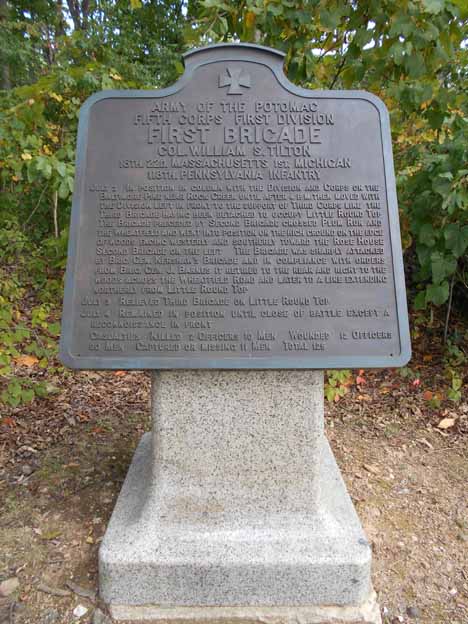 ARMY OF THE POTOMAC
FIFTH CORPS FIRST DIVISION
FIRST BRIGADE
COL. WILLIAM S. TILTON
18TH. 22D. MASSACHUSETTS 1ST. MICHIGAN
118TH. PENNSYLVANIA INFANTRY
JULY 2 IN POSITION IN COLUMN WITH THE DIVISION AND CORPS ON THE
BALTIMORE PIKE NEAR ROCK CREEK UNTIL AFTER 4 P.M. THEN MOVED WITH
THE DIVISION LEFT IN FRONT TO THE SUPPORT OF THIRD CORPS LINE THE
THIRD BRIGADE HAVING BEEN DETACHED TO OCCUPY LITTLE ROUND TOP
THE BRIGADE PRECEDED BY SECOND BRIGADE CROSSED PLUM RUN AND
THE WHEATFIELD AND WENT INTO POSITION ON THE HIGH GROUND ON THE EDGE
OF WOODS FACING WESTERLY AND SOUTHERLY TOWARD THE ROSE HOUSE
SECOND BRIGADE ON THE LEFT THE BRIGADE WAS SHARPLY ATTACKED
BY BRIG. GEN. KERSHAW'S BRIGADE AND IN COMPLIANCE WITH ORDERS
FROM BRIG. GEN. J. BARNES IT RETIRED TO THE REAR AND RIGHT TO THE
WOODS ACROSS THE WHEATFIELD ROAD AND LATER TO A LINE EXTENDING
NORTHERLY FROM LITTLE ROUND TOP
JULY 3 RELIEVED THIRD BRIGADE ON LITTLE ROUND TOP
JULY 4 REMAINED IN POSITION UNTIL CLOSE OF BATTLE EXCEPT A
RECONNOISSANCE IN FRONT
CASUALTIES KILLED 2 OFFICERS 10 MEN WOUNDED 12 OFFICERS
90 MEN CAPTURED OR MISSING 11 MEN TOTAL 125